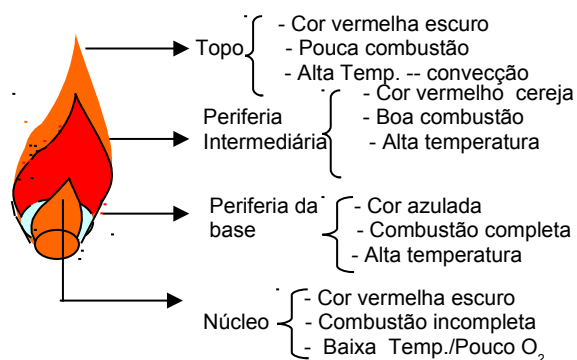 - Cor vermelha escuro
Topo - Pouca combustão
- Alta Temp. -- convecção
- Cor vermelho cereja
Periferia - Boa combustão
Intermediária - Alta temperatura
Periferia da - Cor azulada
base - Combustão completa
- Alta temperatura
- Cor vermelha escuro
Núcleo - Combustão incompleta
- Baixa Temp./Pouco O₂